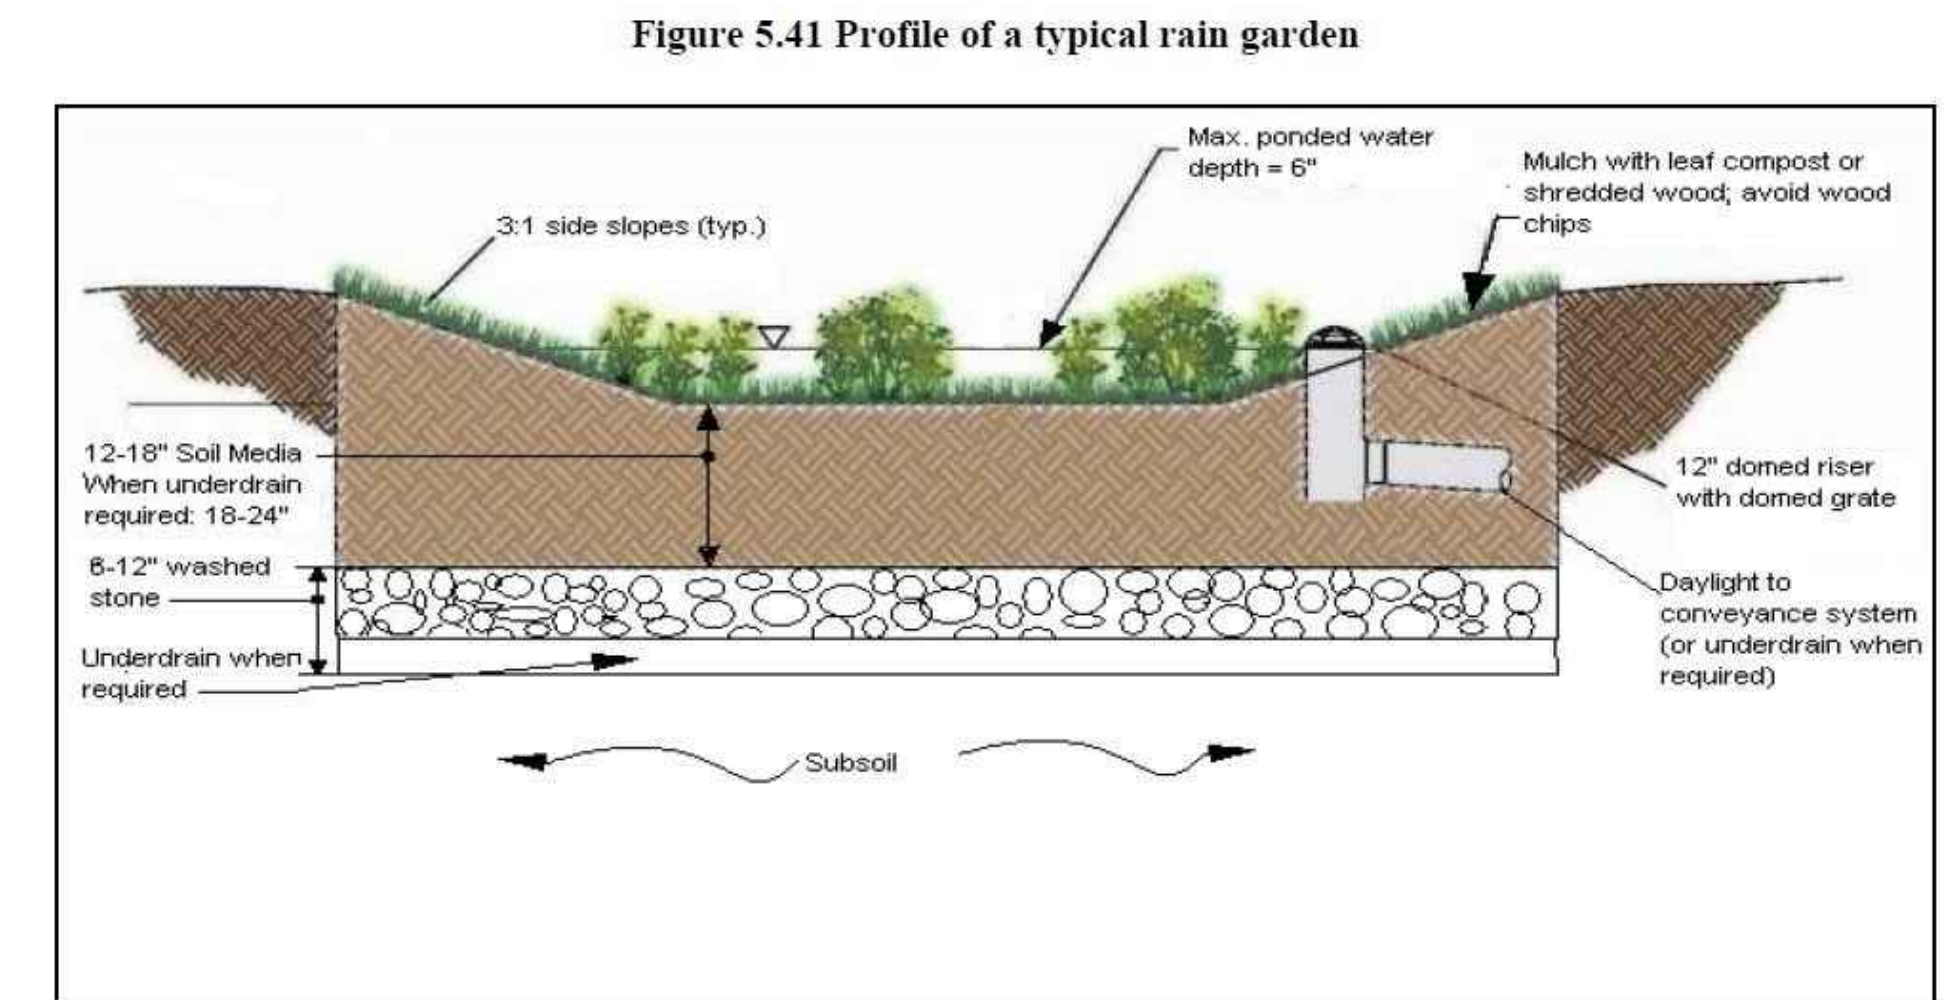 Figure 5.41 Profile of a typical rain garden
Max. ponded water
depth = 6"
Mulch with leaf compost or
shredded wood; avoid wood
chips
3:1 side slopes (typ.)
12-18" Soil Media
When underdrain
required: 18-24"
12" domed riser
with domed grate
6-12" washed
stone
Daylight to
conveyance system
(or underdrain when
required)
Underdrain when
required
Subsoil